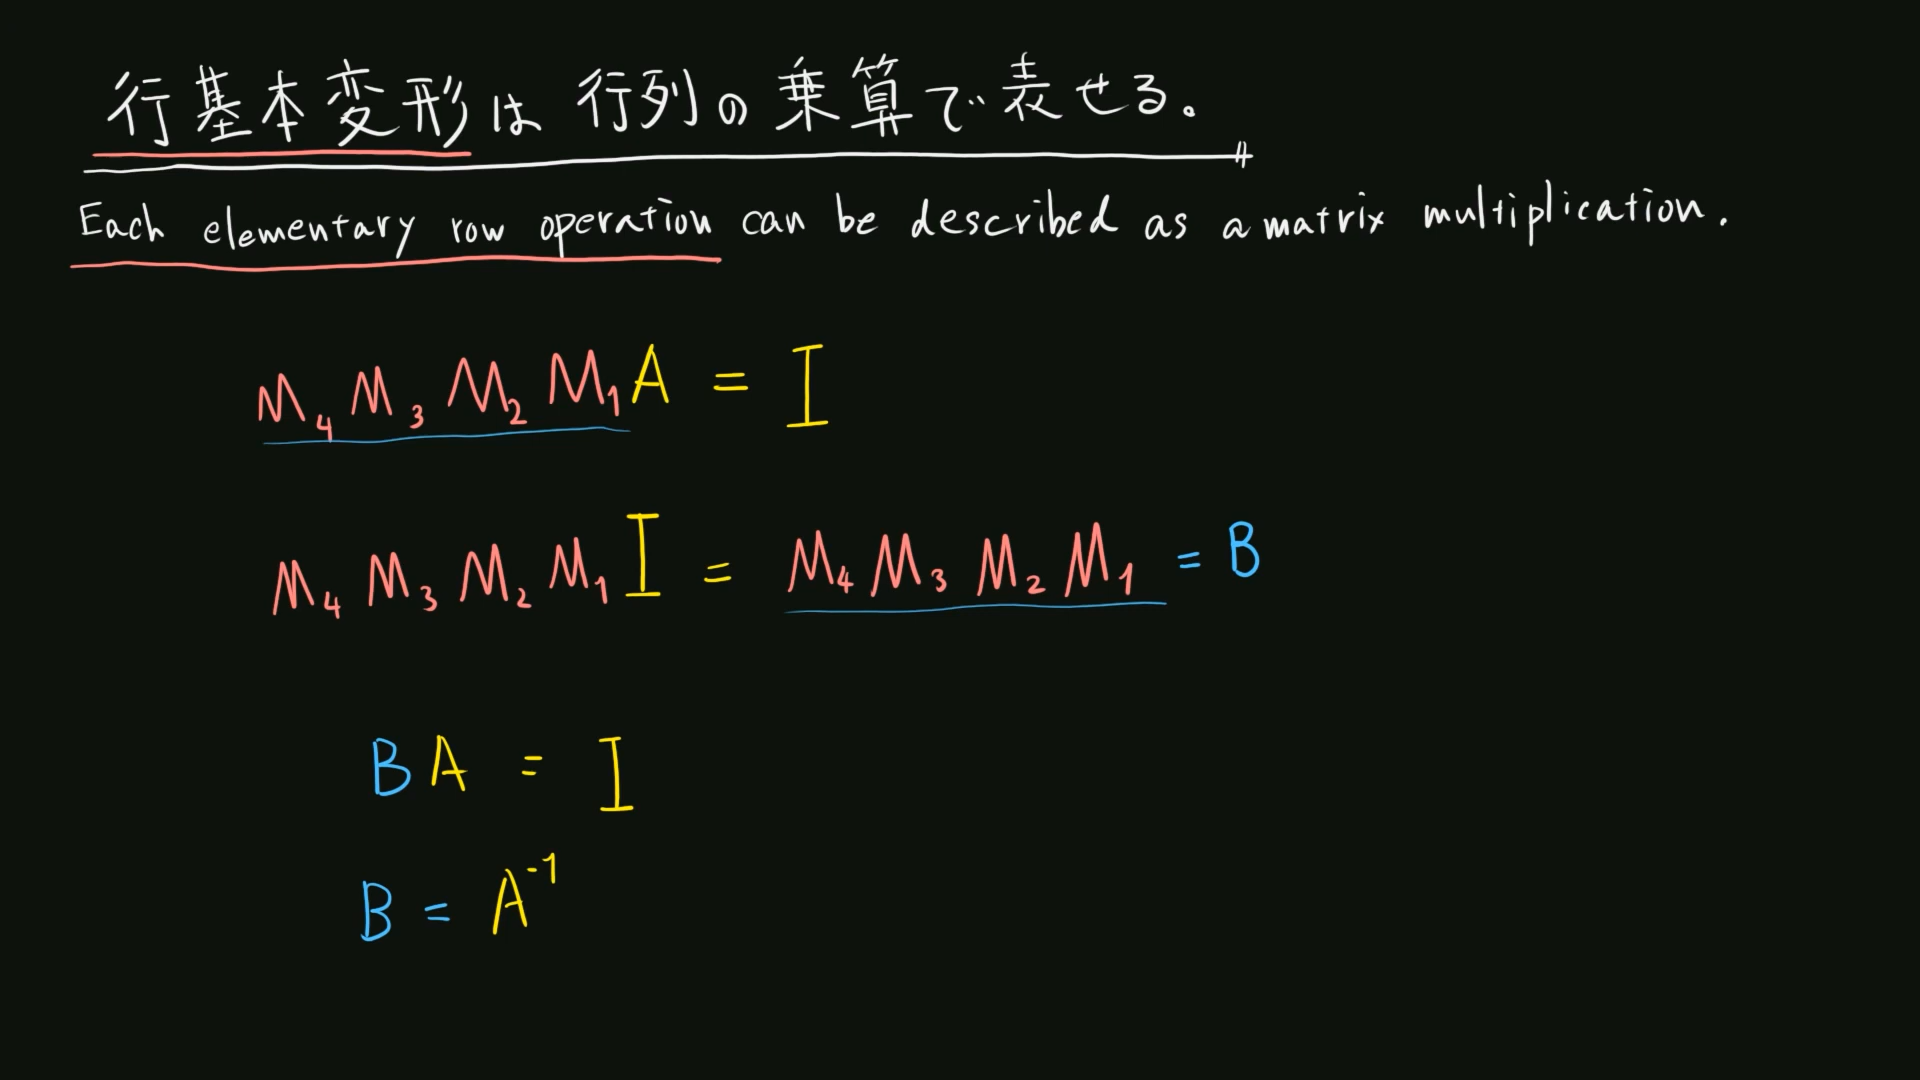 行基本変形は行列の乗算で表せる。
Each elementary row operation can be described as a matrix multiplication.
M₄ M₃ M₂ M₁ A = I
M₄ M₃ M₂ M₁ I = M₄ M₃ M₂ M₁ = B
B A = I
B = A⁻¹